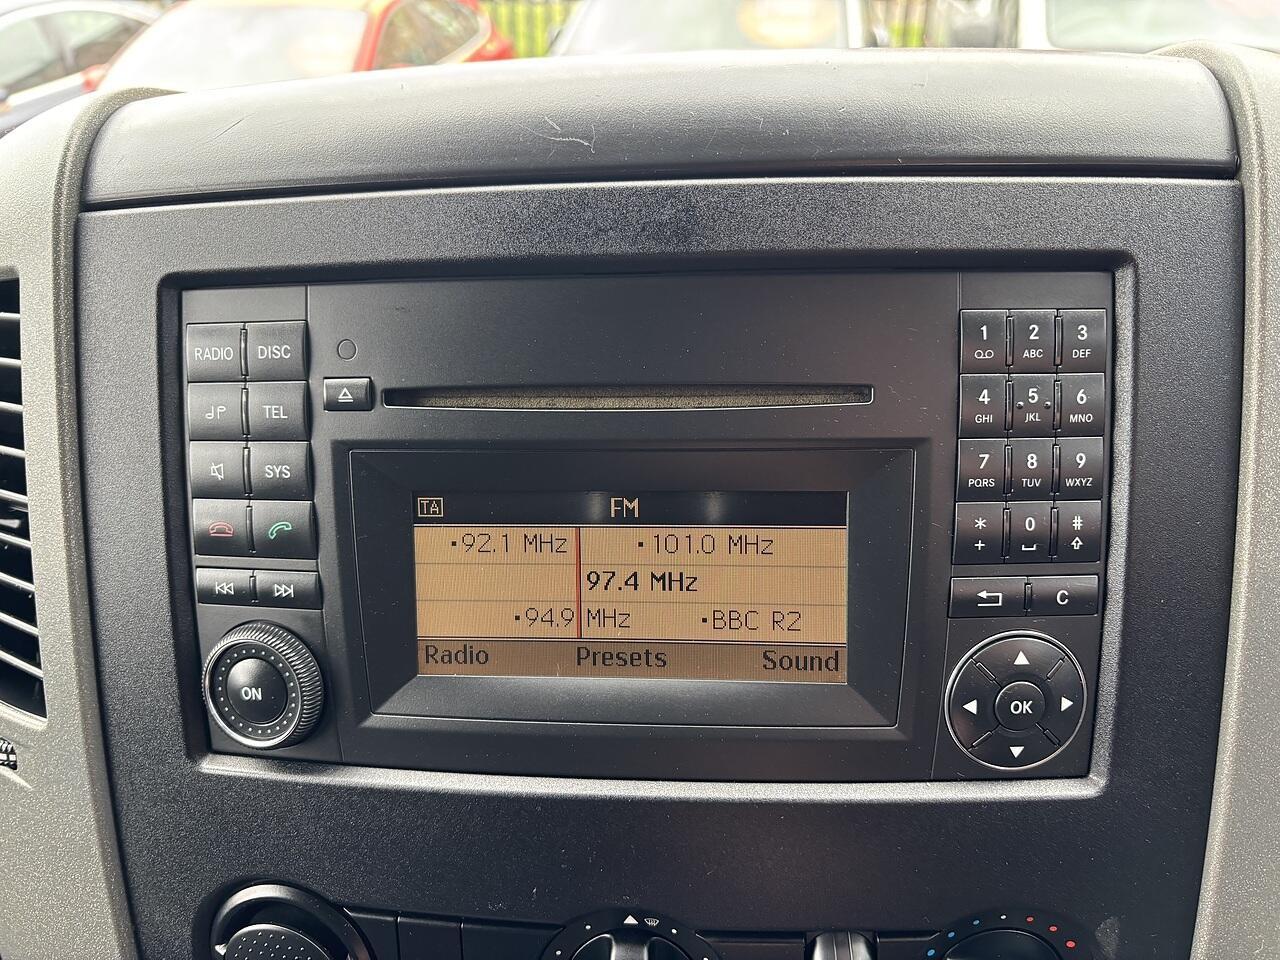 RADIO DISC
TEL
SYS
ON
TA FM
92.1 MHz 101.0 MHz
97.4 MHz
94.9 MHz BBC R2
Radio Presets Sound
1 2 3
ABC DEF
4 5 6
GHI JKL MNO
7 8 9
PQRS TUV WXYZ
* 0 #
+
C
OK